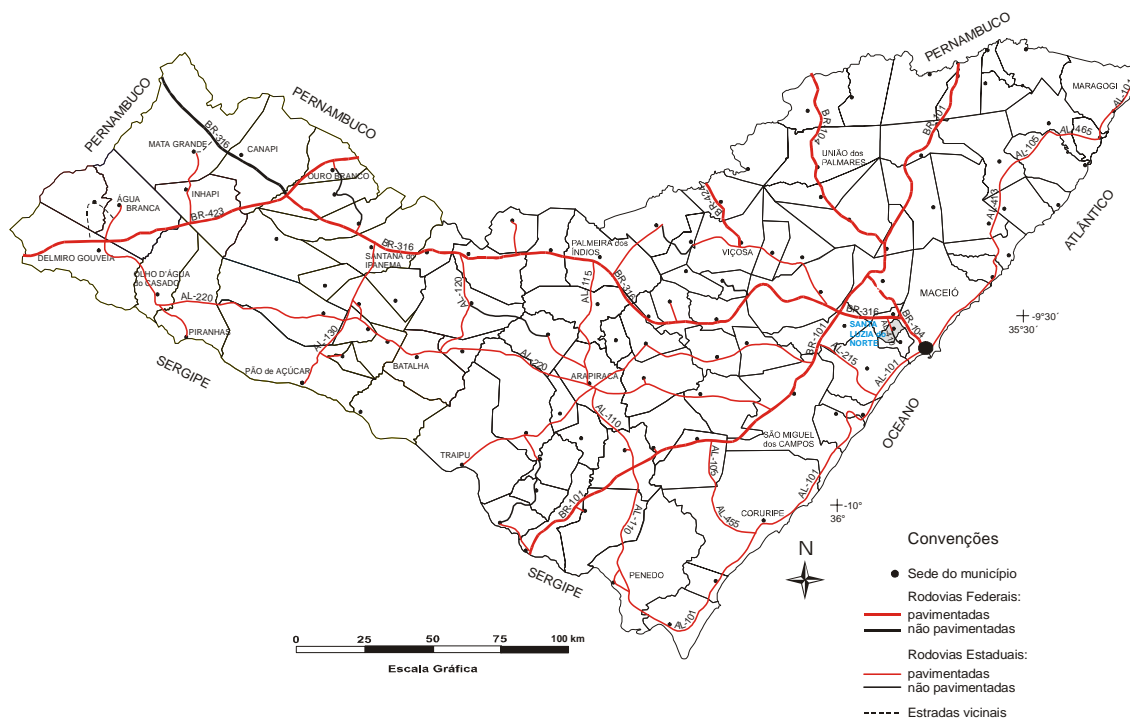 PERNAMBUCO
PERNAMBUCO
PERNAMBUCO
MARAGOGI
AL-101
AL-465
AL-105
BR-101
BR-104
UNIÃO dos
PALMARES
BR-316
MATA GRANDE
CANAPI
OURO BRANCO
INHAPI
ÁGUA
BRANCA
BR-423
BR-424
AL-413
ATLÂNTICO
DELMIRO GOUVEIA
OLHO D'ÁGUA
do CASADO
BR-316
SANTANA do
IPANEMA
PALMEIRA dos
ÍNDIOS
VIÇOSA
BR-316
AL-115
AL-120
MACEIÓ
BR-316
BR-104
SANTA
LUZIA do
NORTE
-9°30´
35°30´
AL-220
PIRANHAS
AL-130
BR-101
AL-215
AL-101
SERGIPE
PÃO de AÇÚCAR
BATALHA
AL-220
ARAPIRACA
AL-110
OCEANO
TRAIPU
SÃO MIGUEL
dos CAMPOS
AL-105
AL-101
BR-101
AL-110
AL-455
CORURIPE
-10°
36°
SERGIPE
PENEDO
AL-101
N
Convenções
Sede do município
Rodovias Federais:
pavimentadas
não pavimentadas
Rodovias Estaduais:
pavimentadas
não pavimentadas
Estradas vicinais
0 25 50 75 100 km
Escala Gráfica